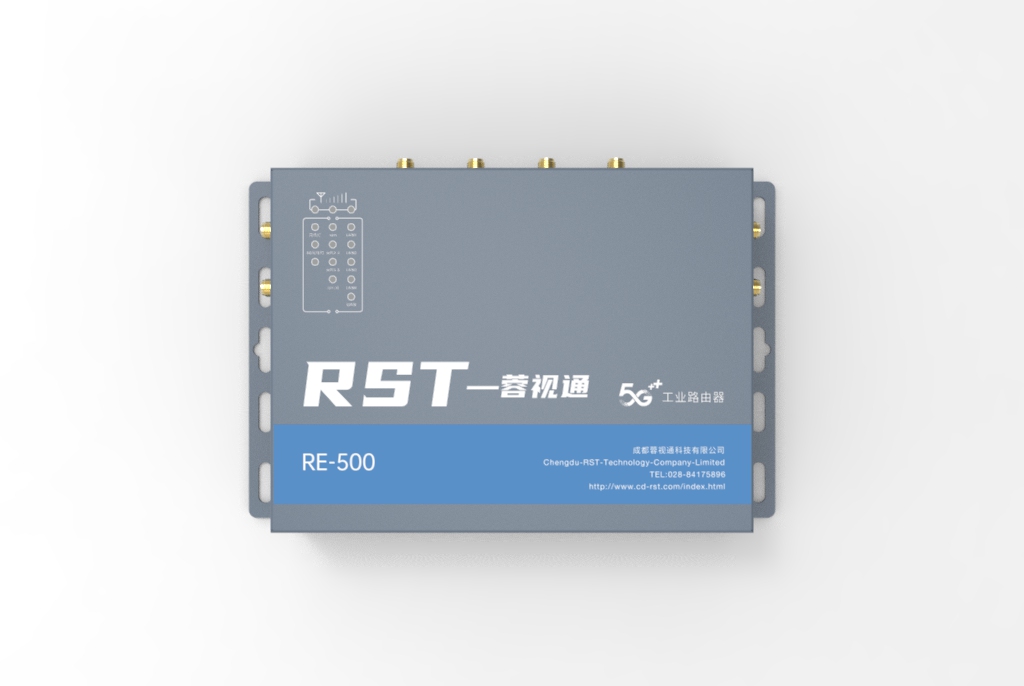 RST—蓉视通
5G++ 工业路由器
RE-500
成都蓉视通科技有限公司
Chengdu-RST-Technology-Company-Limited
TEL:028-84175896
http://www.cd-rst.com/index.html